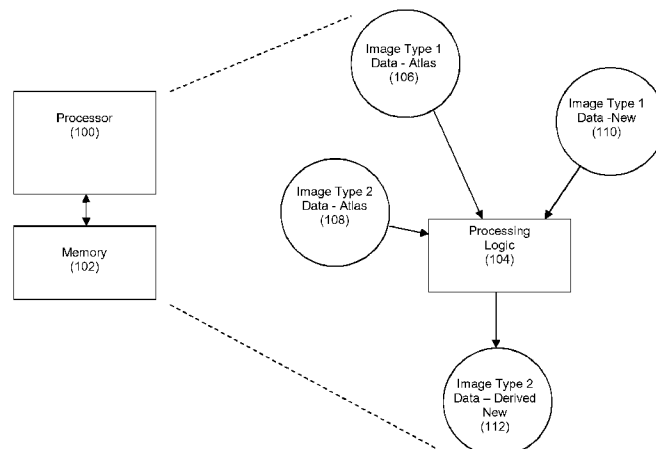 Image Type 1
Data - Atlas
(106)
Image Type 1
Data -New
(110)
Processor
(100)
Image Type 2
Data - Atlas
(108)
Processing
Logic
(104)
Memory
(102)
Image Type 2
Data – Derived
New
(112)